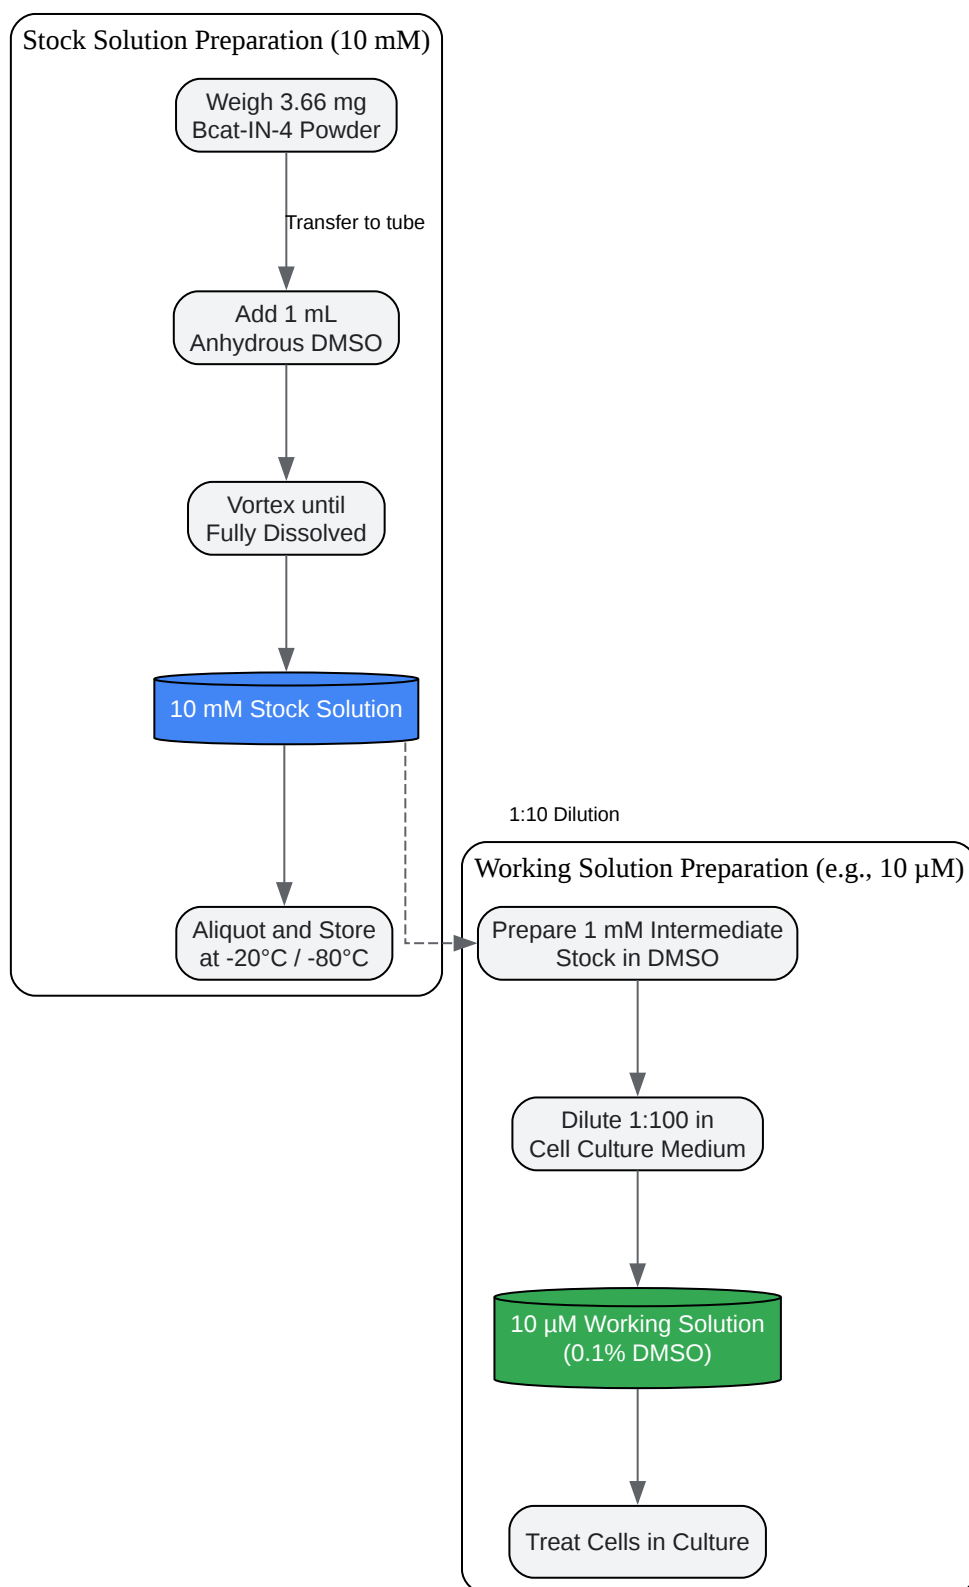 Stock Solution Preparation (10 mM)
Weigh 3.66 mg
Bcat-IN-4 Powder
Transfer to tube
Add 1 mL
Anhydrous DMSO
Vortex until
Fully Dissolved
10 mM Stock Solution
Aliquot and Store
at -20°C / -80°C
1:10 Dilution
Working Solution Preparation (e.g., 10 µM)
Prepare 1 mM Intermediate
Stock in DMSO
Dilute 1:100 in
Cell Culture Medium
10 µM Working Solution
(0.1% DMSO)
Treat Cells in Culture